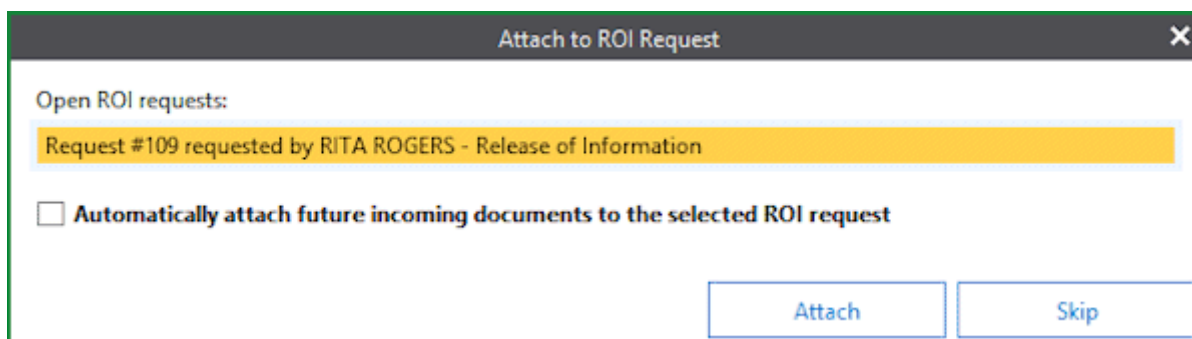 Attach to ROI Request
Open ROI requests:
Request #109 requested by RITA ROGERS - Release of Information
Automatically attach future incoming documents to the selected ROI request
Attach
Skip